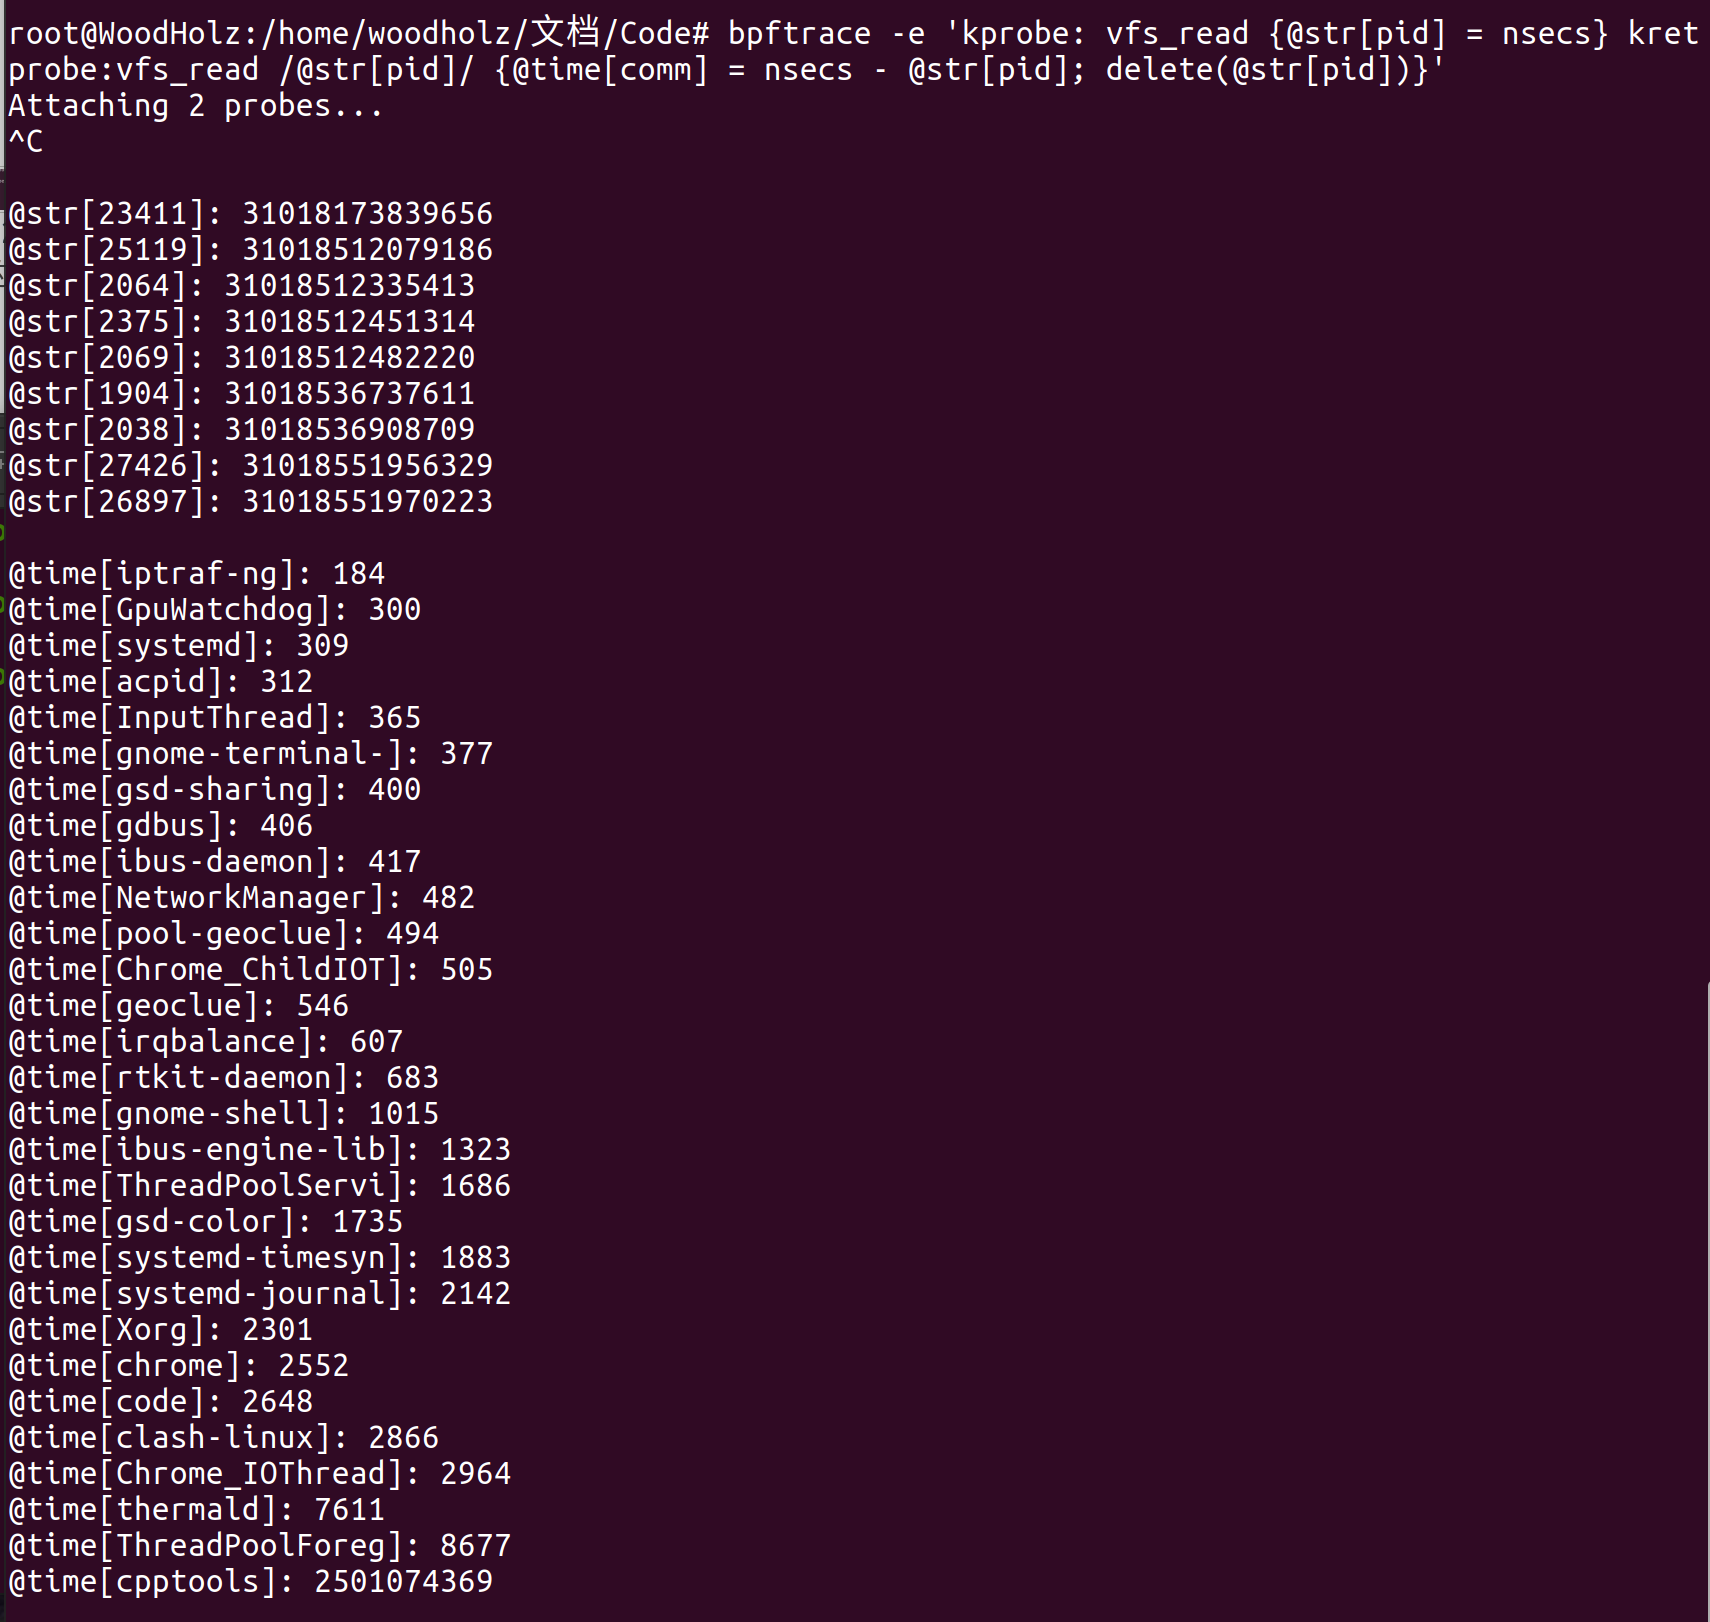 root@WoodHolz:/home/woodholz/文档/Code# bpftrace -e 'kprobe: vfs_read {@str[pid] = nsecs} kret
probe:vfs_read /@str[pid]/ {@time[comm] = nsecs - @str[pid]; delete(@str[pid])}'
Attaching 2 probes...
^C
@str[23411]: 31018173839656
@str[25119]: 31018512079186
@str[2064]: 31018512335413
@str[2375]: 31018512451314
@str[2069]: 31018512482220
@str[1904]: 31018536737611
@str[2038]: 31018536908709
@str[27426]: 31018551956329
@str[26897]: 31018551970223
@time[iptraf-ng]: 184
@time[GpuWatchdog]: 300
@time[systemd]: 309
@time[acpid]: 312
@time[InputThread]: 365
@time[gnome-terminal-]: 377
@time[gsd-sharing]: 400
@time[gdbus]: 406
@time[ibus-daemon]: 417
@time[NetworkManager]: 482
@time[pool-geoclue]: 494
@time[Chrome_ChildIOT]: 505
@time[geoclue]: 546
@time[irqbalance]: 607
@time[rtkit-daemon]: 683
@time[gnome-shell]: 1015
@time[ibus-engine-lib]: 1323
@time[ThreadPoolServi]: 1686
@time[gsd-color]: 1735
@time[systemd-timesyn]: 1883
@time[systemd-journal]: 2142
@time[Xorg]: 2301
@time[chrome]: 2552
@time[code]: 2648
@time[clash-linux]: 2866
@time[Chrome_IOThread]: 2964
@time[thermald]: 7611
@time[ThreadPoolForeg]: 8677
@time[cpptools]: 2501074369